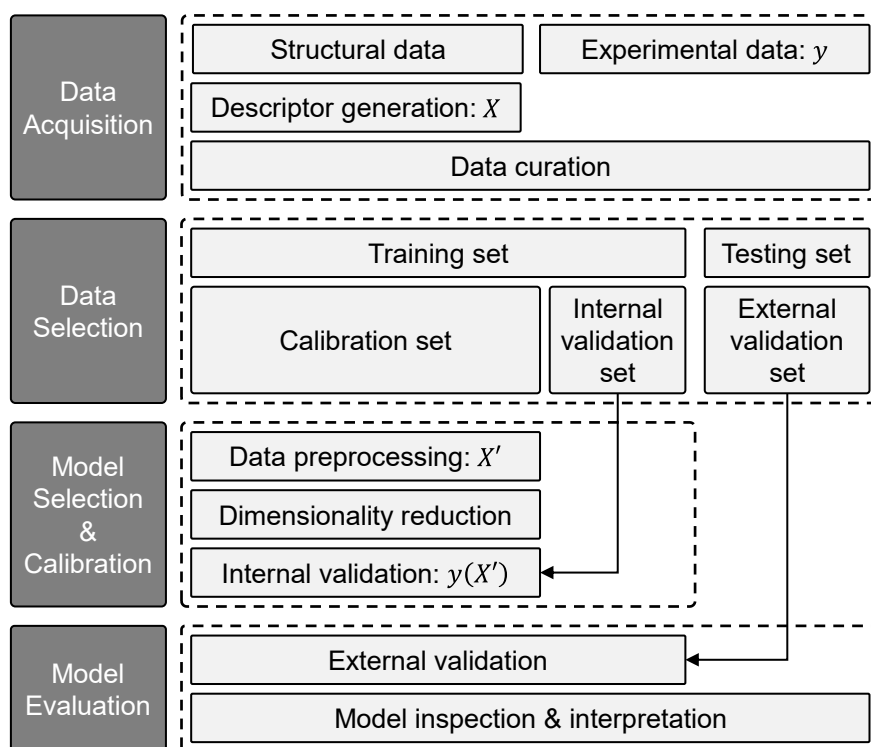 Data
Acquisition
Structural data
Experimental data: y
Descriptor generation: X
Data curation
Data
Selection
Training set
Testing set
Calibration set
Internal
validation
set
External
validation
set
Model
Selection
&
Calibration
Data preprocessing: X′
Dimensionality reduction
Internal validation: y(X′)
Model
Evaluation
External validation
Model inspection & interpretation